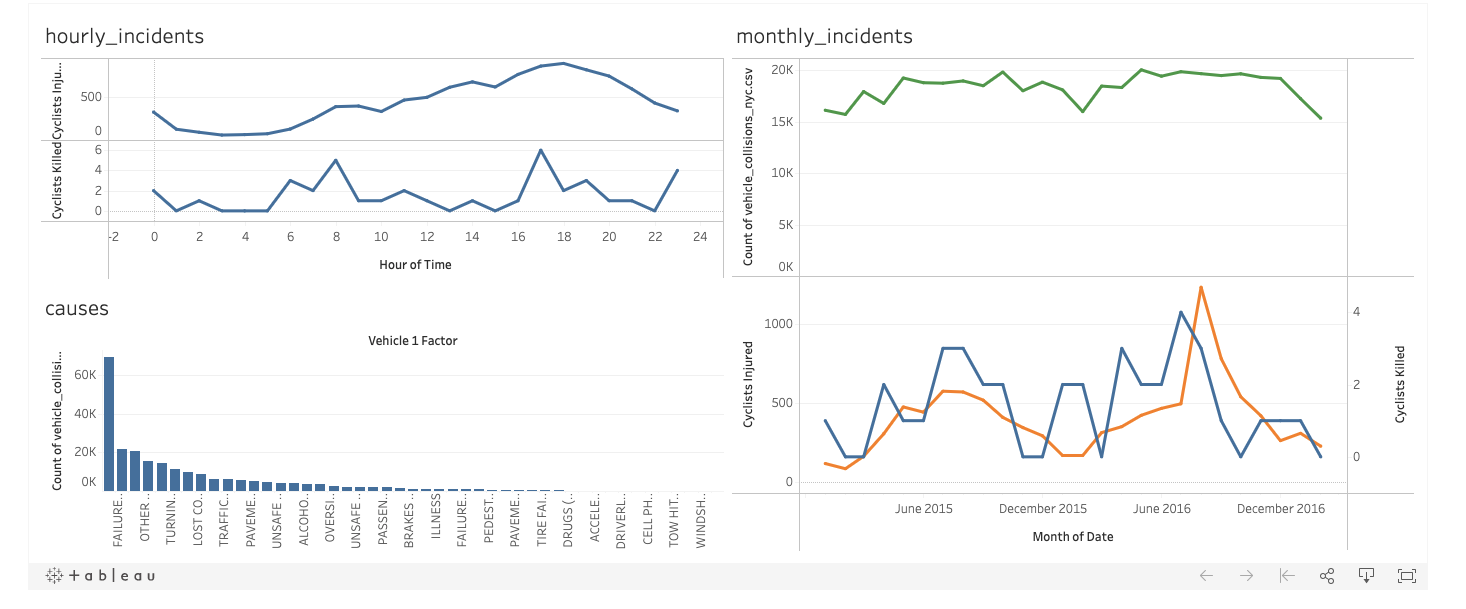 hourly_incidents
Cyclists Inju...
500
0
Cyclists Killed
6
4
2
0
-2 0 2 4 6 8 10 12 14 16 18 20 22 24
Hour of Time
causes
Vehicle 1 Factor
Count of vehicle_collisi...
60K
40K
20K
0K
FAILURE..
OTHER ..
TURNIN..
LOST CO..
TRAFFIC..
PAVEME..
UNSAFE ..
ALCOHO..
OVERSI..
UNSAFE ..
PASSEN..
BRAKES ..
ILLNESS
FAILURE..
PEDEST..
PAVEME..
TIRE FAI..
DRUGS (..
ACCELE..
DRIVERL..
CELL PH..
TOW HIT..
WINDSH..
monthly_incidents
Count of vehicle_collisions_nyc.csv
20K
15K
10K
5K
0K
Cyclists Injured
1000
500
0
4
2
0
Cyclists Killed
June 2015 December 2015 June 2016 December 2016
Month of Date
+ableau